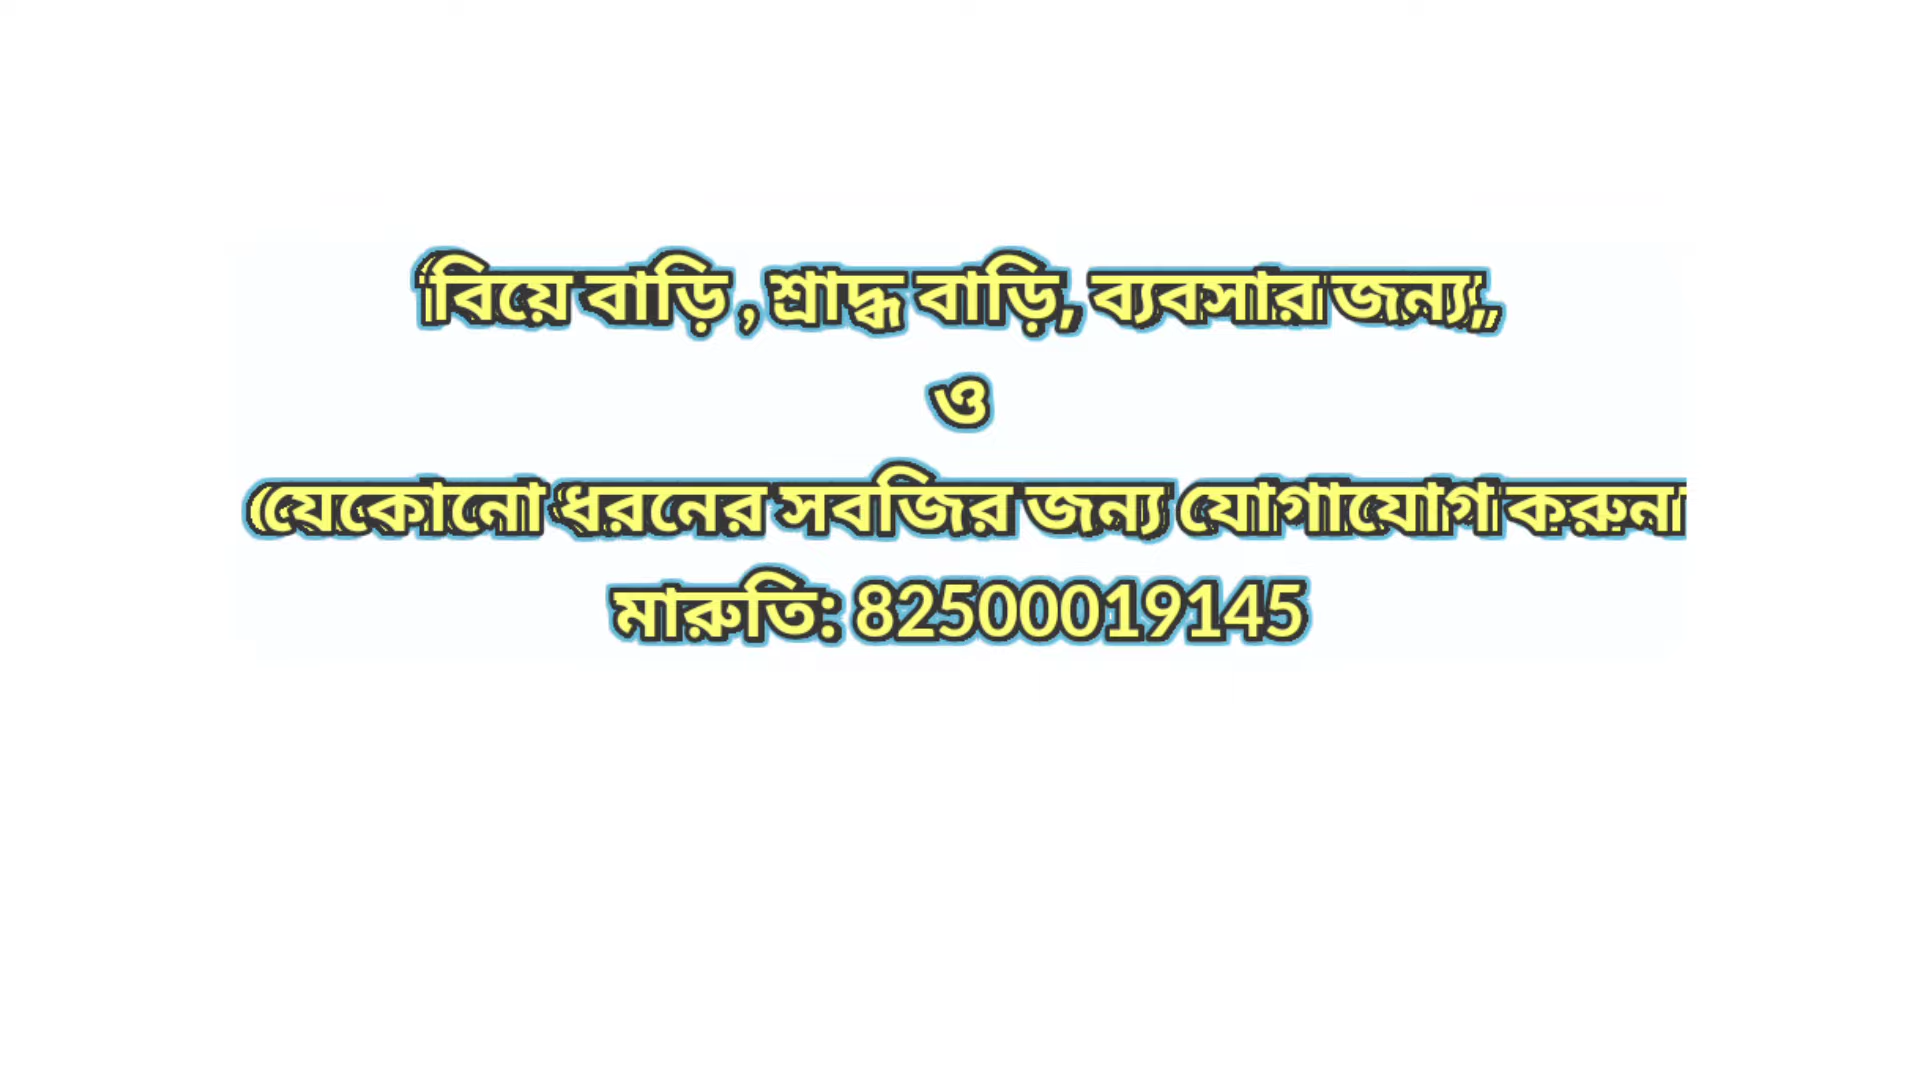 বিয়ে বাড়ি , শ্রাদ্ধ বাড়ি, ব্যবসার জন্য,
ও
যেকোনো ধরনের সবজির জন্য যোগাযোগ করুন।
মারুতি: 82500019145